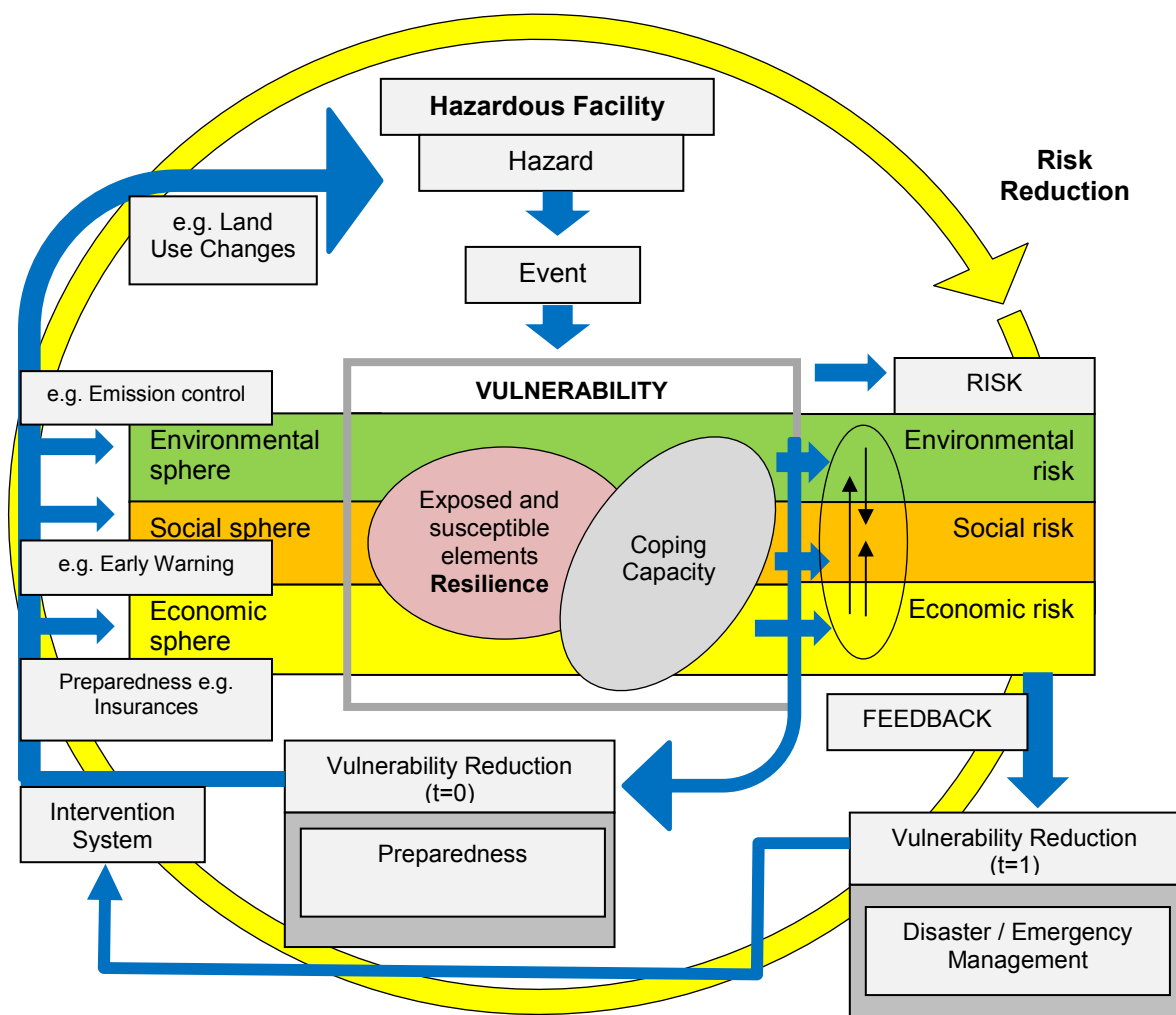 Hazardous Facility
Hazard
Risk
Reduction
e.g. Land
Use Changes
Event
VULNERABILITY
RISK
e.g. Emission control
Environmental
sphere
Environmental
risk
Exposed and
susceptible
elements
Resilience
Coping
Capacity
Social sphere
Social risk
e.g. Early Warning
Economic
sphere
Economic risk
Preparedness e.g.
Insurances
FEEDBACK
Vulnerability Reduction
(t=0)
Intervention
System
Preparedness
Vulnerability Reduction
(t=1)
Disaster / Emergency
Management